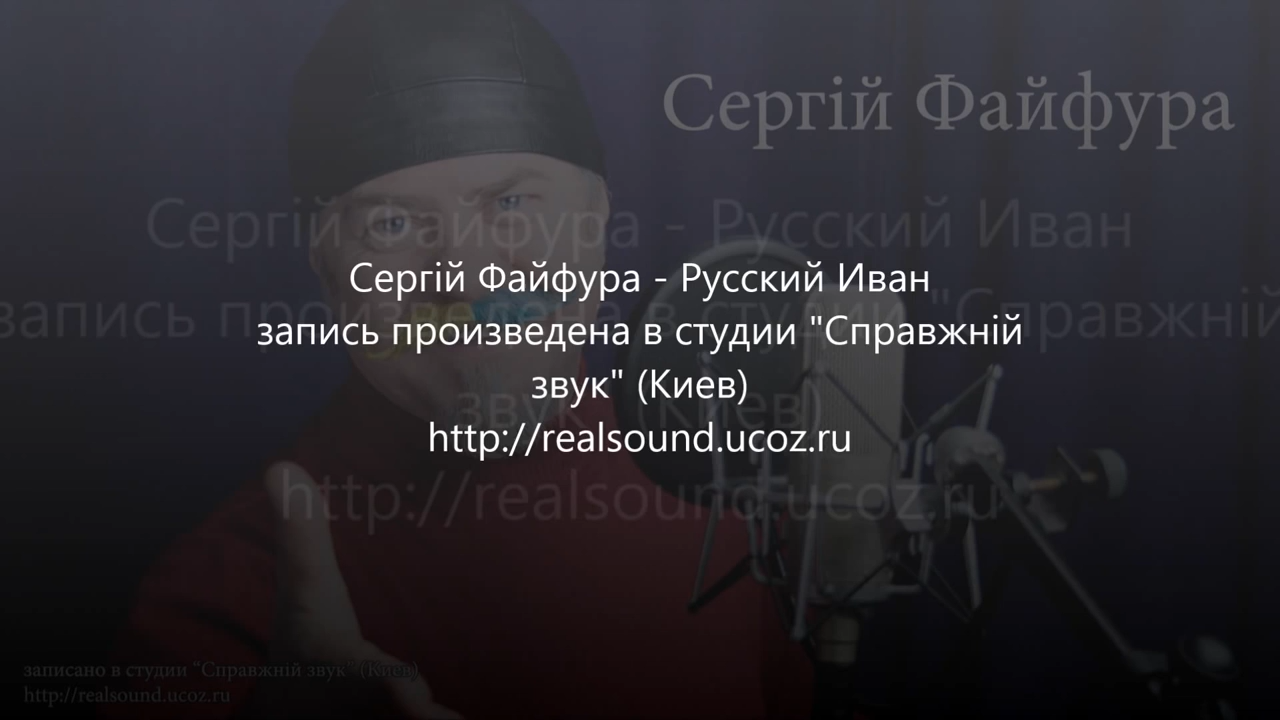 Сергій Файфура
Сергій Файфура - Русский Иван
запись произведена в студии "Справжній
звук" (Киев)
http://realsound.ucoz.ru
Сергій Файфура - Русский Иван
запись произведена в студии "Справжній
звук" (Киев)
http://realsound.ucoz.ru
записано в студии "Справжній звук" (Киев)
http://realsound.ucoz.ru